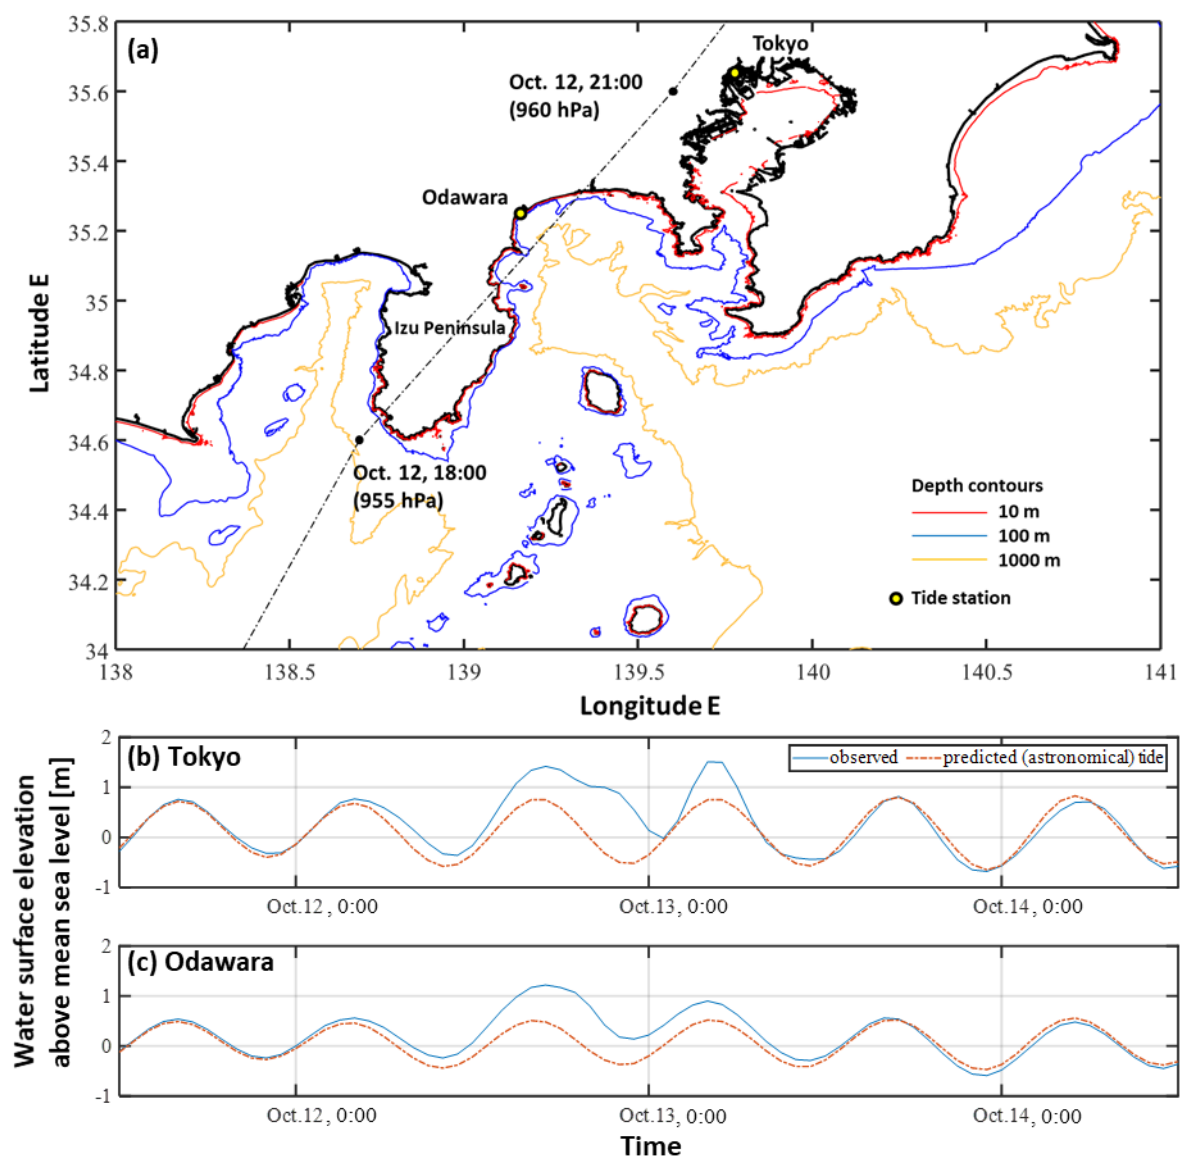 35.8
(a)
Tokyo
Oct. 12, 21:00
(960 hPa)
35.6
35.4
Odawara
35.2
Latitude E
35
Izu Peninsula
34.8
34.6
Oct. 12, 18:00
(955 hPa)
Depth contours
10 m
100 m
1000 m
34.4
34.2
Tide station
34
138 138.5 139 139.5 140 140.5 141
Longitude E
Water surface elevation
above mean sea level [m]
(b) Tokyo
observed predicted (astronomical) tide
2
1
0
-1
Oct.12, 0:00 Oct.13, 0:00 Oct.14, 0:00
(c) Odawara
2
1
0
-1
Oct.12, 0:00 Oct.13, 0:00 Oct.14, 0:00
Time